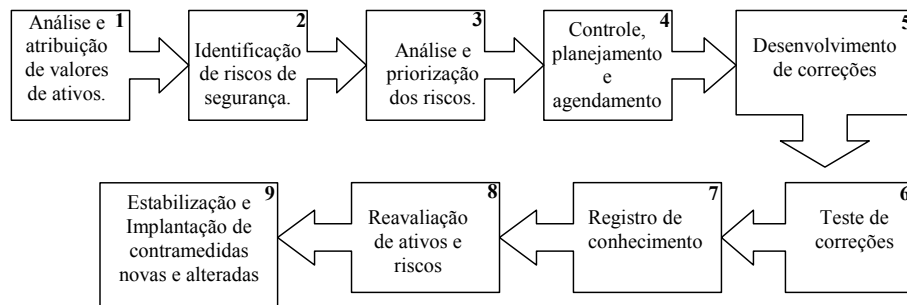 1
Análise e
atribuição
de valores
de ativos.
2
Identificação
de riscos de
segurança.
3
Análise e
priorização
dos riscos.
4
Controle,
planejamento
e
agendamento
5
Desenvolvimento
de correções
6
Teste de
correções
7
Registro de
conhecimento
8
Reavaliação
de ativos e
riscos
9
Estabilização e
Implantação de
contramedidas
novas e alteradas